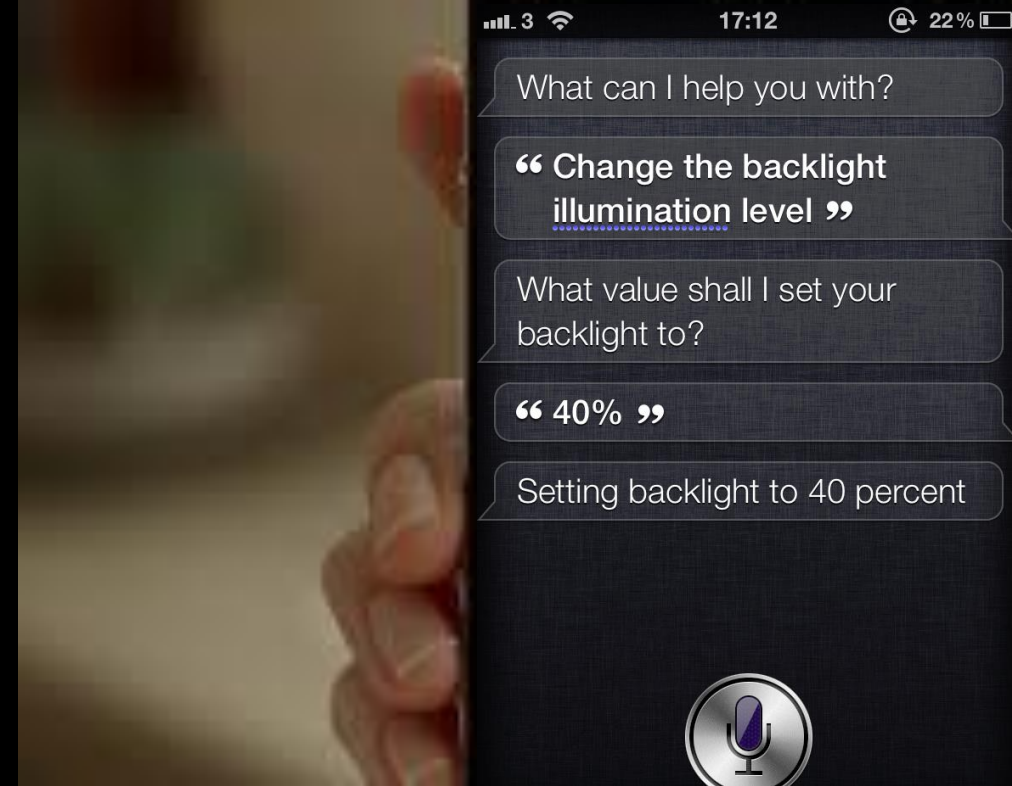 3 17:12 22%
What can I help you with?
“ Change the backlight
illumination level ”
What value shall I set your
backlight to?
“ 40% ”
Setting backlight to 40 percent